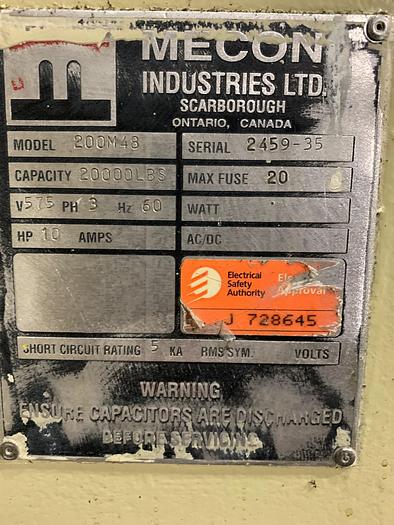 MECON
INDUSTRIES LTD.
SCARBOROUGH
ONTARIO, CANADA
MODEL 200M48 SERIAL 2459-35
CAPACITY 20000LBS MAX FUSE 20
V 575 PH 3 Hz 60 WATT
HP 10 AMPS AC/DC
Electrical
Safety
Authority
Approval
J 728645
SHORT CIRCUIT RATING 5 KA RMS SYM. VOLTS
WARNING
ENSURE CAPACITORS ARE DISCHARGED
BEFORE SERVICING